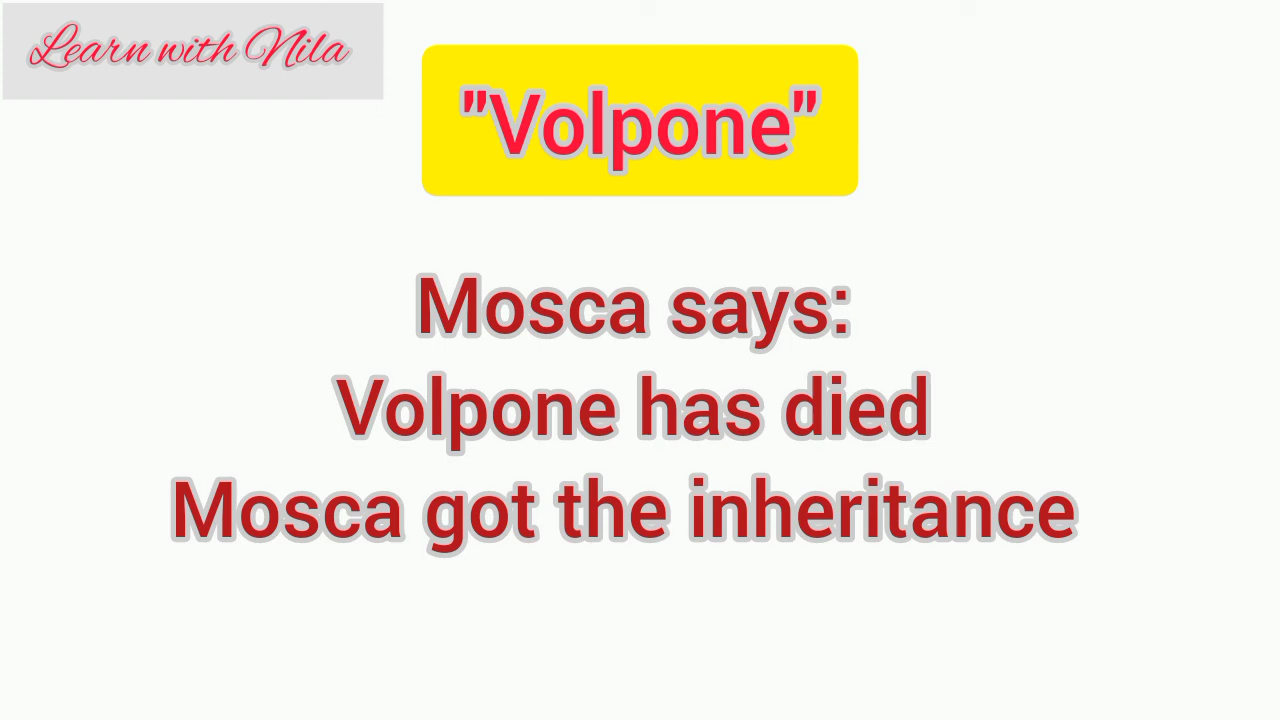 Learn with Nila
"Volpone"
Mosca says:
Volpone has died
Mosca got the inheritance